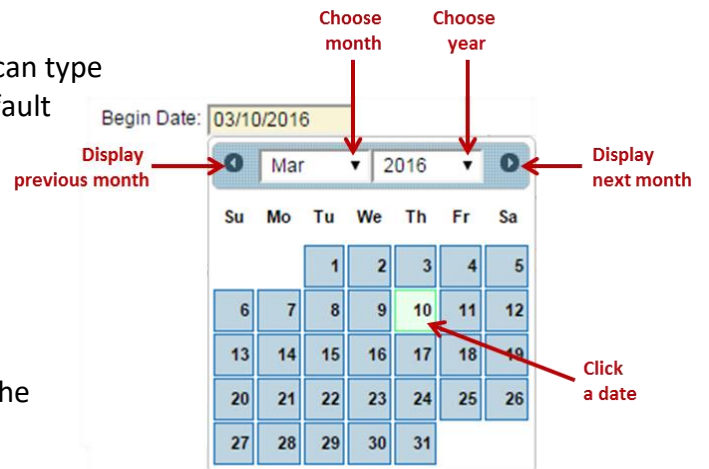 Choose month
Choose year
can type
fault
Begin Date: 03/10/2016
Display previous month
Mar 2016
Display next month
Su Mo Tu We Th Fr Sa
1 2 3 4 5
6 7 8 9 10 11 12
13 14 15 16 17 18 19
Click a date
20 21 22 23 24 25 26
he
27 28 29 30 31